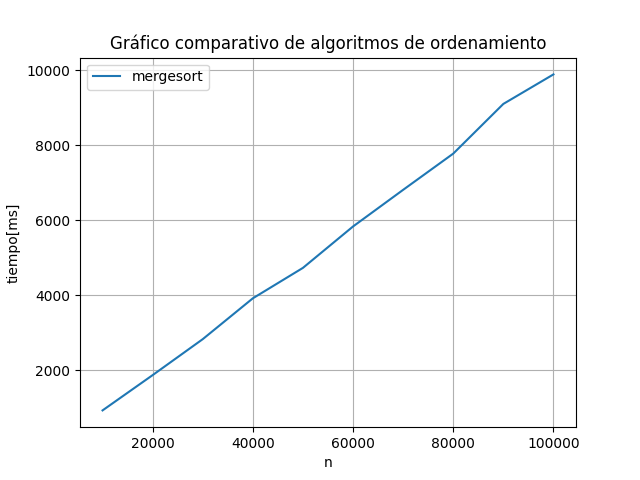 Gráfico comparativo de algoritmos de ordenamiento
mergesort
10000
8000
6000
4000
2000
tiempo[ms]
20000 40000 60000 80000 100000
n